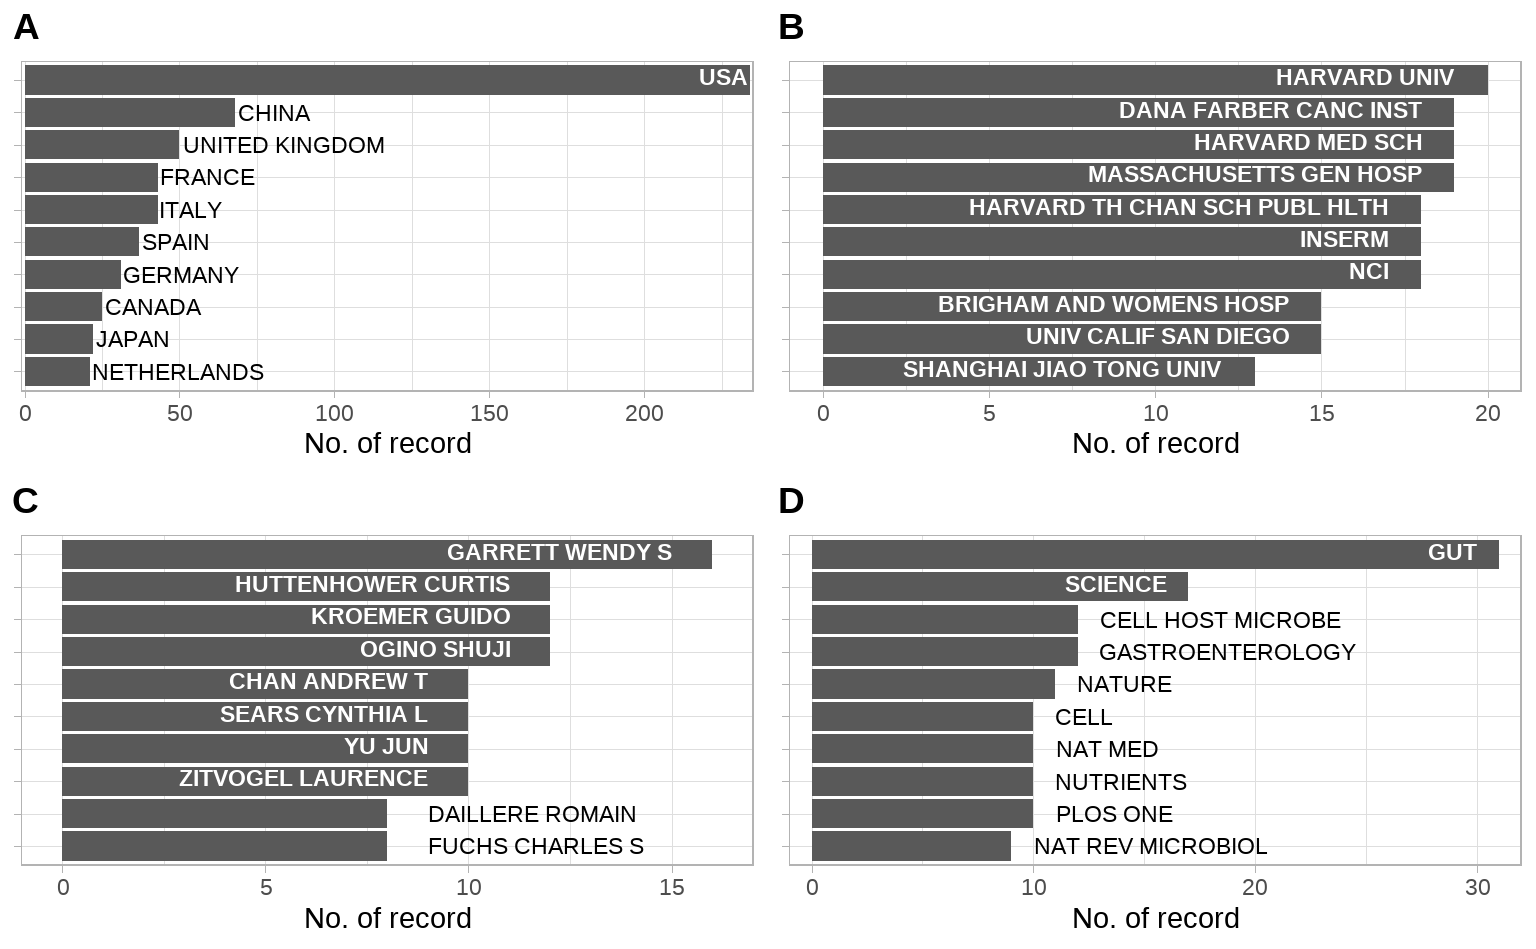 A
USA
CHINA
UNITED KINGDOM
FRANCE
ITALY
SPAIN
GERMANY
CANADA
JAPAN
NETHERLANDS
0 50 100 150 200
No. of record
B
HARVARD UNIV
DANA FARBER CANC INST
HARVARD MED SCH
MASSACHUSETTS GEN HOSP
HARVARD TH CHAN SCH PUBL HLTH
INSERM
NCI
BRIGHAM AND WOMENS HOSP
UNIV CALIF SAN DIEGO
SHANGHAI JIAO TONG UNIV
0 5 10 15 20
No. of record
C
GARRETT WENDY S
HUTTENHOWER CURTIS
KROEMER GUIDO
OGINO SHUJI
CHAN ANDREW T
SEARS CYNTHIA L
YU JUN
ZITVOGEL LAURENCE
DAILLERE ROMAIN
FUCHS CHARLES S
0 5 10 15
No. of record
D
GUT
SCIENCE
CELL HOST MICROBE
GASTROENTEROLOGY
NATURE
CELL
NAT MED
NUTRIENTS
PLOS ONE
NAT REV MICROBIOL
0 10 20 30
No. of record